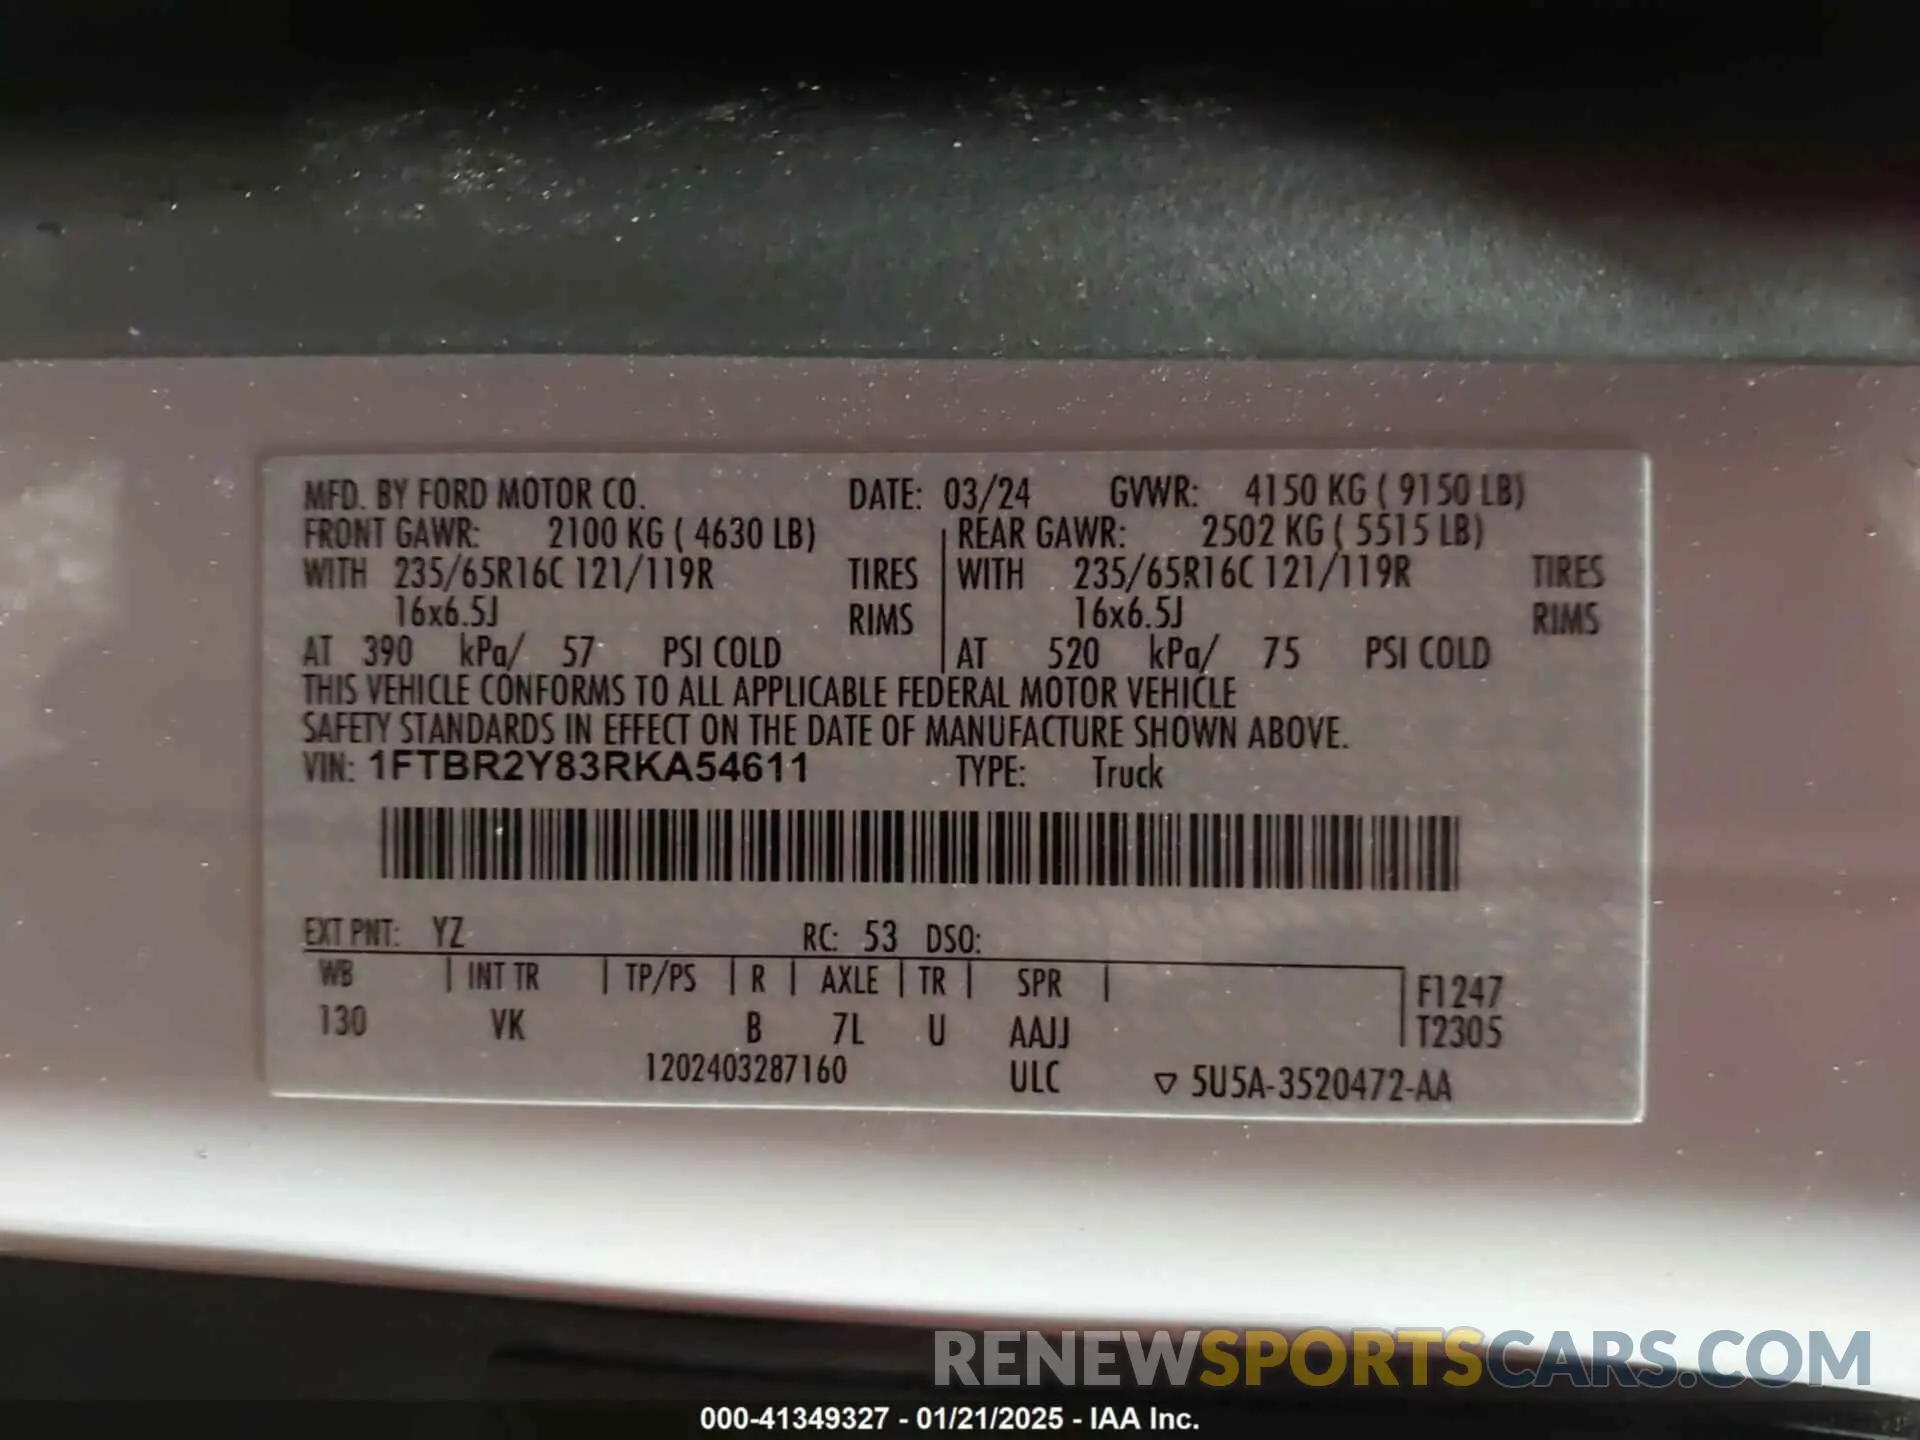 MFD. BY FORD MOTOR CO. DATE: 03/24 GVWR: 4150 KG ( 9150 LB)
FRONT GAWR: 2100 KG ( 4630 LB) REAR GAWR: 2502 KG ( 5515 LB)
WITH 235/65R16C 121/119R TIRES WITH 235/65R16C 121/119R TIRES
16x6.5J RIMS 16x6.5J RIMS
AT 390 kPa/ 57 PSI COLD AT 520 kPa/ 75 PSI COLD
THIS VEHICLE CONFORMS TO ALL APPLICABLE FEDERAL MOTOR VEHICLE
SAFETY STANDARDS IN EFFECT ON THE DATE OF MANUFACTURE SHOWN ABOVE.
VIN: 1FTBR2Y83RKA54611 TYPE: Truck
EXT PNT: YZ RC: 53 DSO:
WB INT TR TP/PS R AXLE TR SPR F1247
130 VK B 7L U AAJJ T2305
1202403287160 ULC ▽ 5U5A-3520472-AA
RENEWSPORTSCARS.COM
000-41349327 - 01/21/2025 - IAA Inc.